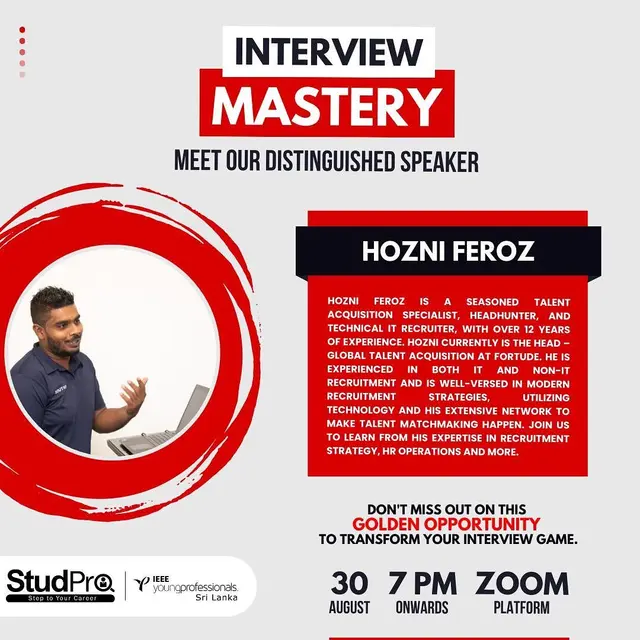 INTERVIEW
MASTERY
MEET OUR DISTINGUISHED SPEAKER
HOZNI FEROZ
HOZNI FEROZ IS A SEASONED TALENT
ACQUISITION SPECIALIST, HEADHUNTER, AND
TECHNICAL IT RECRUITER, WITH OVER 12 YEARS
OF EXPERIENCE. HOZNI CURRENTLY IS THE HEAD –
GLOBAL TALENT ACQUISITION AT FORTUDE. HE IS
EXPERIENCED IN BOTH IT AND NON-IT
RECRUITMENT AND IS WELL-VERSED IN MODERN
RECRUITMENT STRATEGIES, UTILIZING
TECHNOLOGY AND HIS EXTENSIVE NETWORK TO
MAKE TALENT MATCHMAKING HAPPEN. JOIN US
TO LEARN FROM HIS EXPERTISE IN RECRUITMENT
STRATEGY, HR OPERATIONS AND MORE.
DON'T MISS OUT ON THIS
GOLDEN OPPORTUNITY
TO TRANSFORM YOUR INTERVIEW GAME.
30 7 PM ZOOM
AUGUST ONWARDS PLATFORM
StudPro
Step to Your Career
IEEE
youngprofessionals.
Sri Lanka